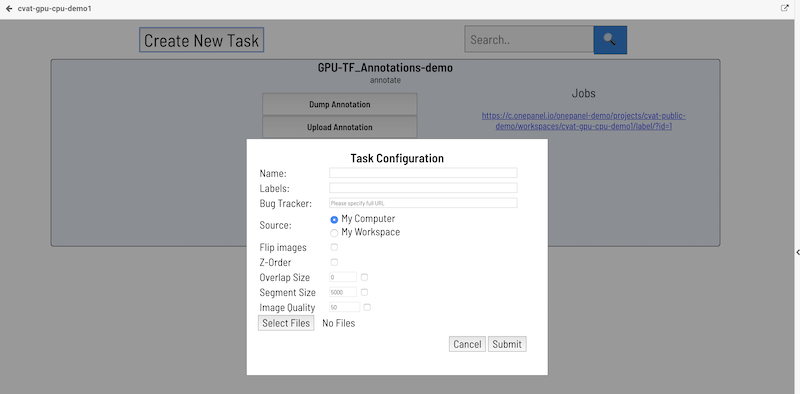 cvat-gpu-cpu-demo1
Create New Task
Search..
GPU-TF_Annotations-demo
annotate
Dump Annotation
Upload Annotation
Jobs
https://c.onepanel.io/onepanel-demo/projects/cvat-public-
demo/workspaces/cvat-gpu-cpu-demo1/label/?id=1
Task Configuration
Name:
Labels:
Bug Tracker: Please specify full URL
Source: My Computer
My Workspace
Flip images
Z-Order
Overlap Size 0
Segment Size 5000
Image Quality 50
Select Files No Files
Cancel Submit